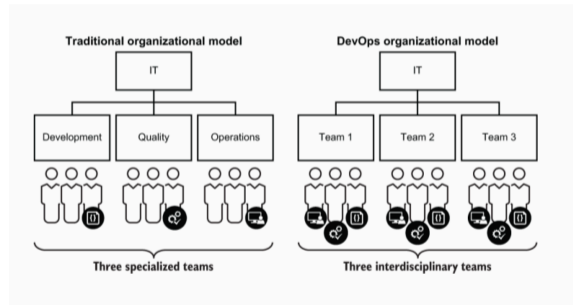 Traditional organizational model
IT
Development
Quality
Operations
Three specialized teams
DevOps organizational model
IT
Team 1
Team 2
Team 3
Three interdisciplinary teams